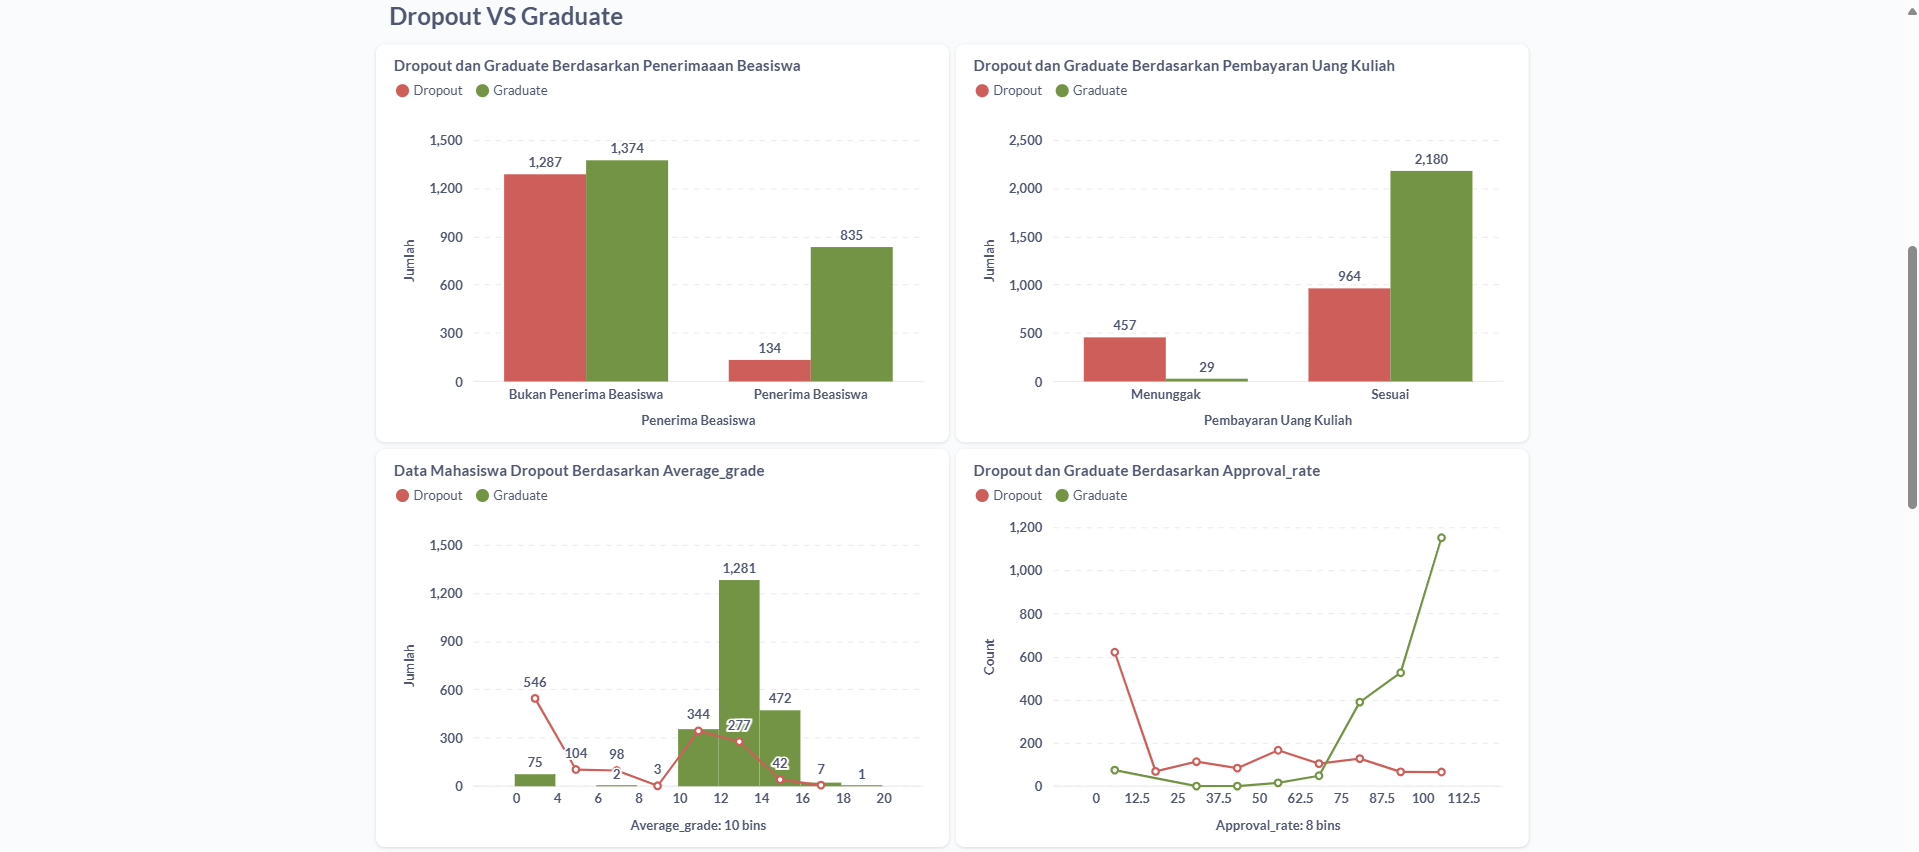 Dropout VS Graduate
Dropout dan Graduate Berdasarkan Penerimaaan Beasiswa
Dropout Graduate
1,500
1,200
900
600
300
0
Jumlah
1,287
1,374
134
835
Bukan Penerima Beasiswa
Penerima Beasiswa
Penerima Beasiswa
Dropout dan Graduate Berdasarkan Pembayaran Uang Kuliah
Dropout Graduate
2,500
2,000
1,500
1,000
500
0
Jumlah
457
29
964
2,180
Menunggak
Sesuai
Pembayaran Uang Kuliah
Data Mahasiswa Dropout Berdasarkan Average_grade
Dropout Graduate
1,500
1,200
900
600
300
0
Jumlah
546
75
104
98
2
3
344
1,281
277
472
42
7
1
0 4 6 8 10 12 14 16 18 20
Average_grade: 10 bins
Dropout dan Graduate Berdasarkan Approval_rate
Dropout Graduate
1,200
1,000
800
600
400
200
0
Count
0 12.5 25 37.5 50 62.5 75 87.5 100 112.5
Approval_rate: 8 bins